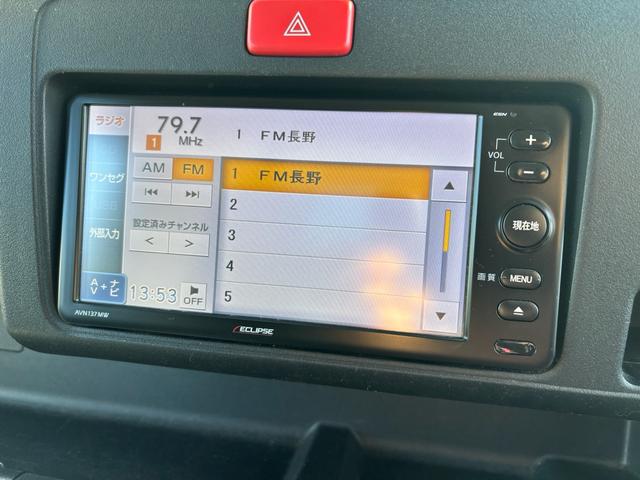 ESN
ラジオ
79.7
MHz
1
1 FM長野
AM
FM
1 FM長野
2
3
4
5
ワンセグ
設定済みチャンネル
外部入力
A+ナ
Vビ
13:53
OFF
+
VOL
−
現在地
画質
MENU
AVN137MW
ECLIPSE